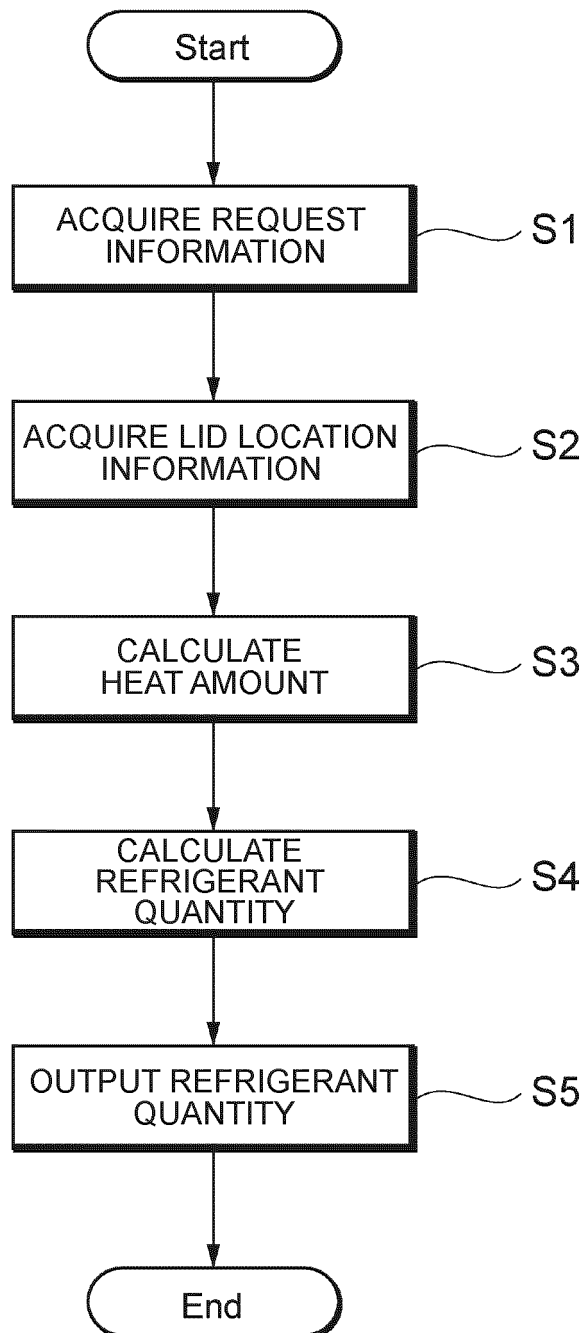 Start
ACQUIRE REQUEST
INFORMATION
S1
ACQUIRE LID LOCATION
INFORMATION
S2
CALCULATE
HEAT AMOUNT
S3
CALCULATE
REFRIGERANT
QUANTITY
S4
OUTPUT REFRIGERANT
QUANTITY
S5
End